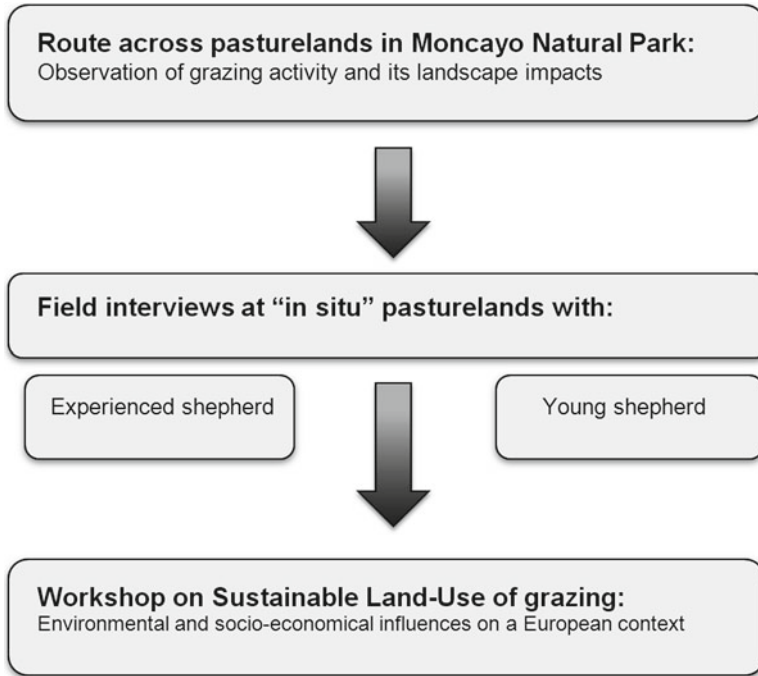 Route across pasturelands in Moncayo Natural Park:
Observation of grazing activity and its landscape impacts
Field interviews at “in situ” pasturelands with:
Experienced shepherd
Young shepherd
Workshop on Sustainable Land-Use of grazing:
Environmental and socio-economical influences on a European context